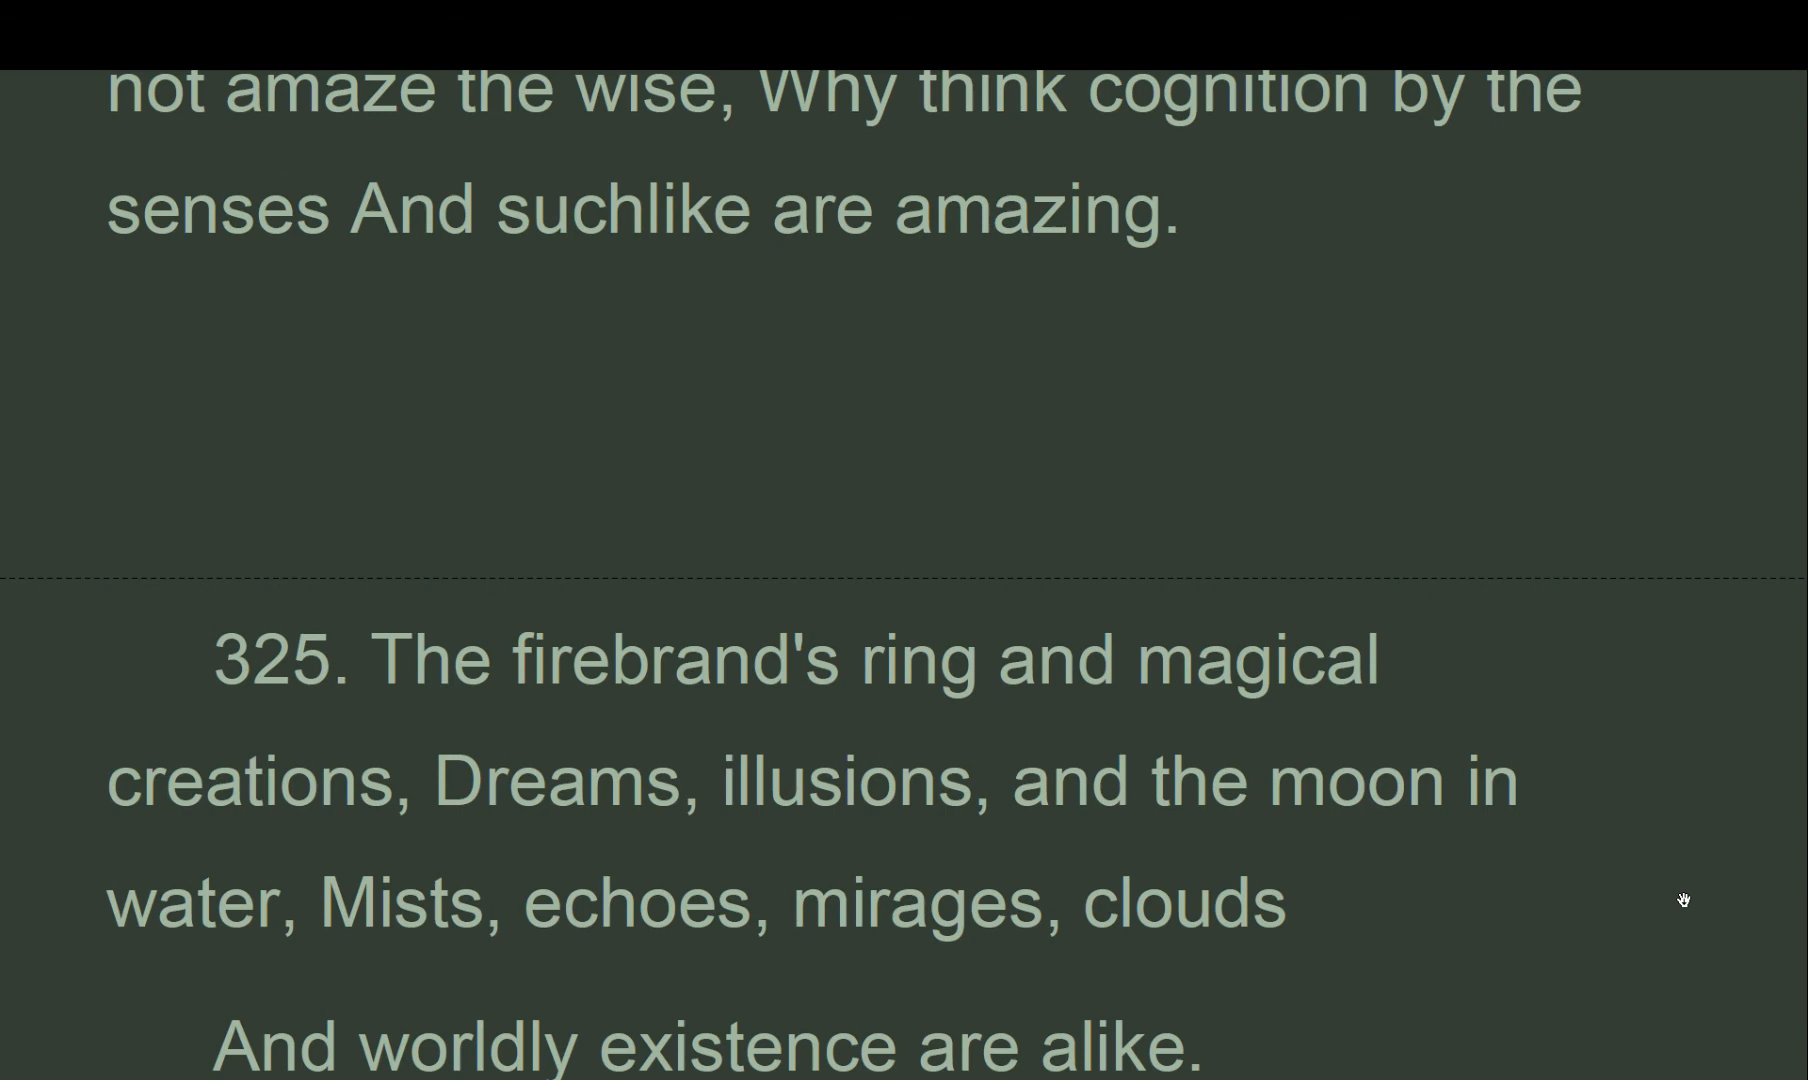 not amaze the wise, Why think cognition by the
senses And suchlike are amazing.
325. The firebrand's ring and magical
creations, Dreams, illusions, and the moon in
water, Mists, echoes, mirages, clouds
And worldly existence are alike.